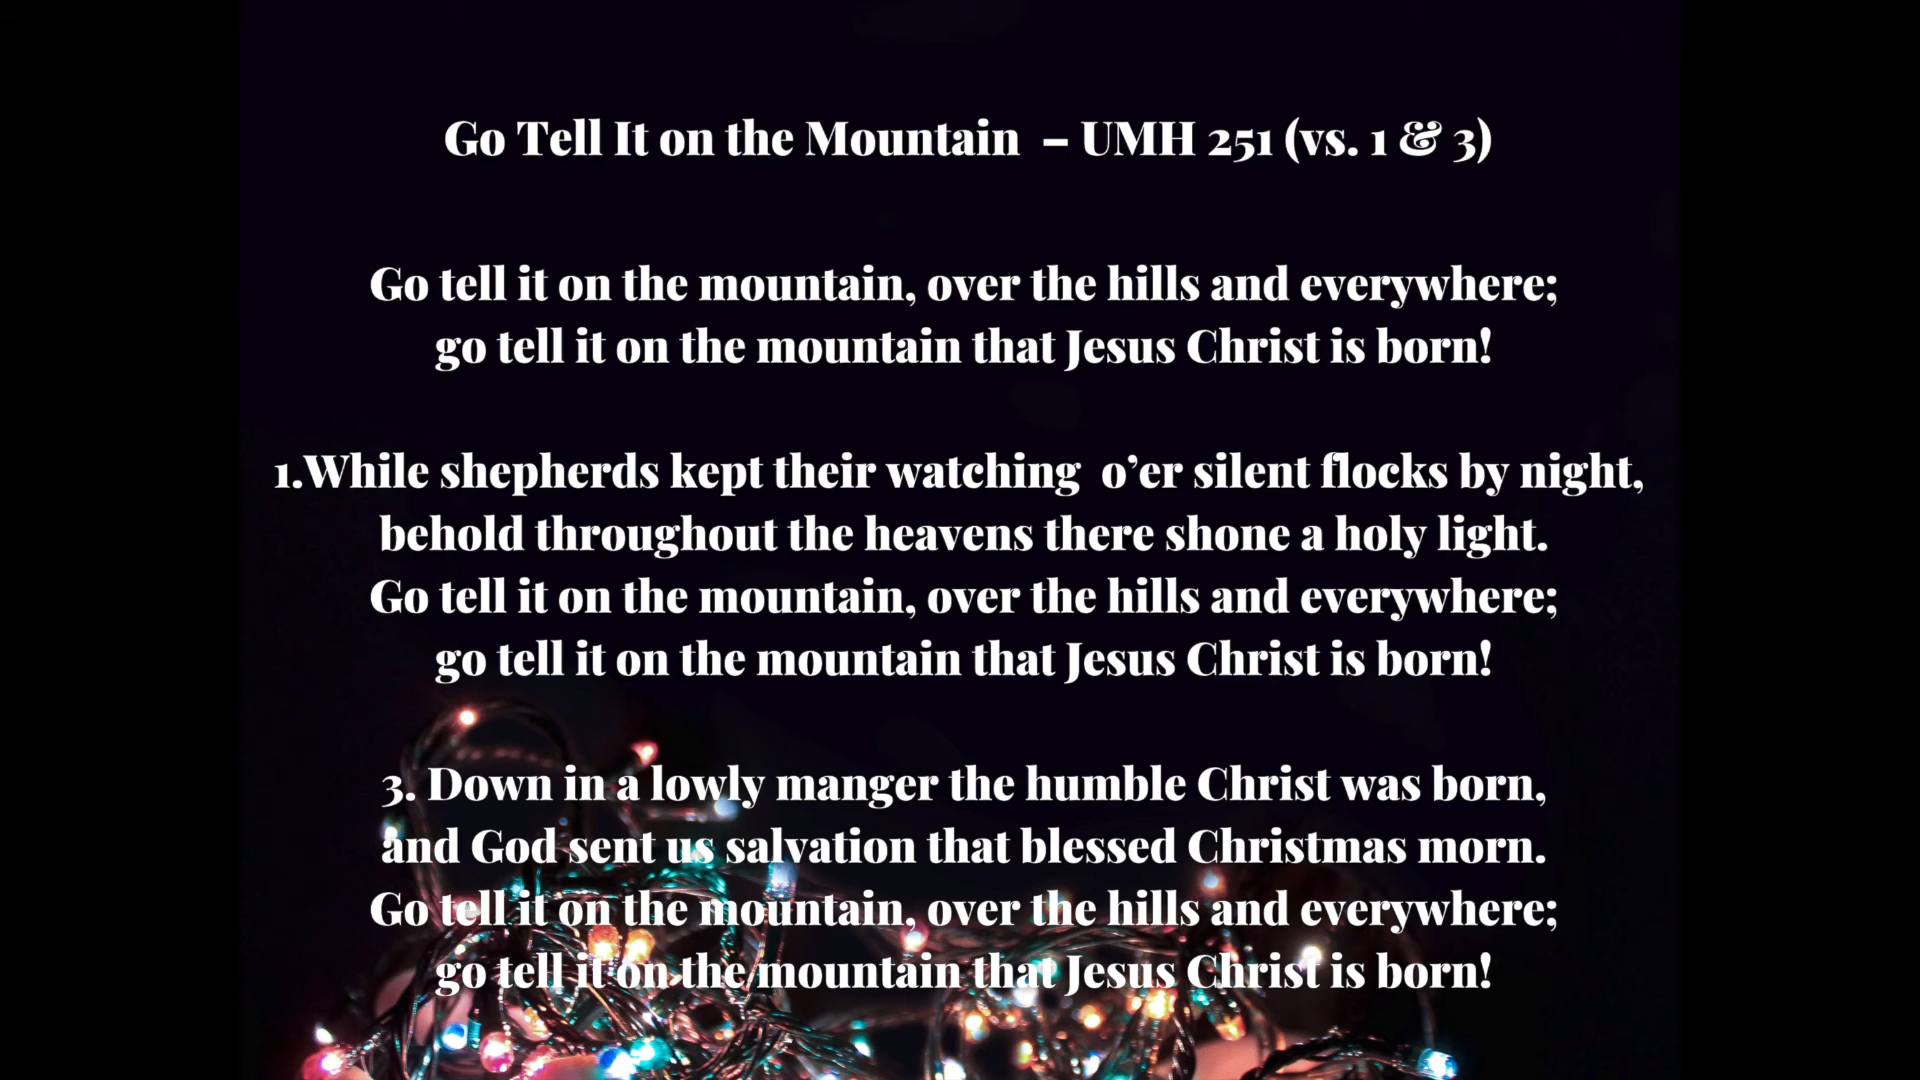 Go Tell It on the Mountain – UMH 251 (vs. 1 & 3)
Go tell it on the mountain, over the hills and everywhere;
go tell it on the mountain that Jesus Christ is born!
1.While shepherds kept their watching o’er silent flocks by night,
behold throughout the heavens there shone a holy light.
Go tell it on the mountain, over the hills and everywhere;
go tell it on the mountain that Jesus Christ is born!
3. Down in a lowly manger the humble Christ was born,
and God sent us salvation that blessed Christmas morn.
Go tell it on the mountain, over the hills and everywhere;
go tell it on the mountain that Jesus Christ is born!